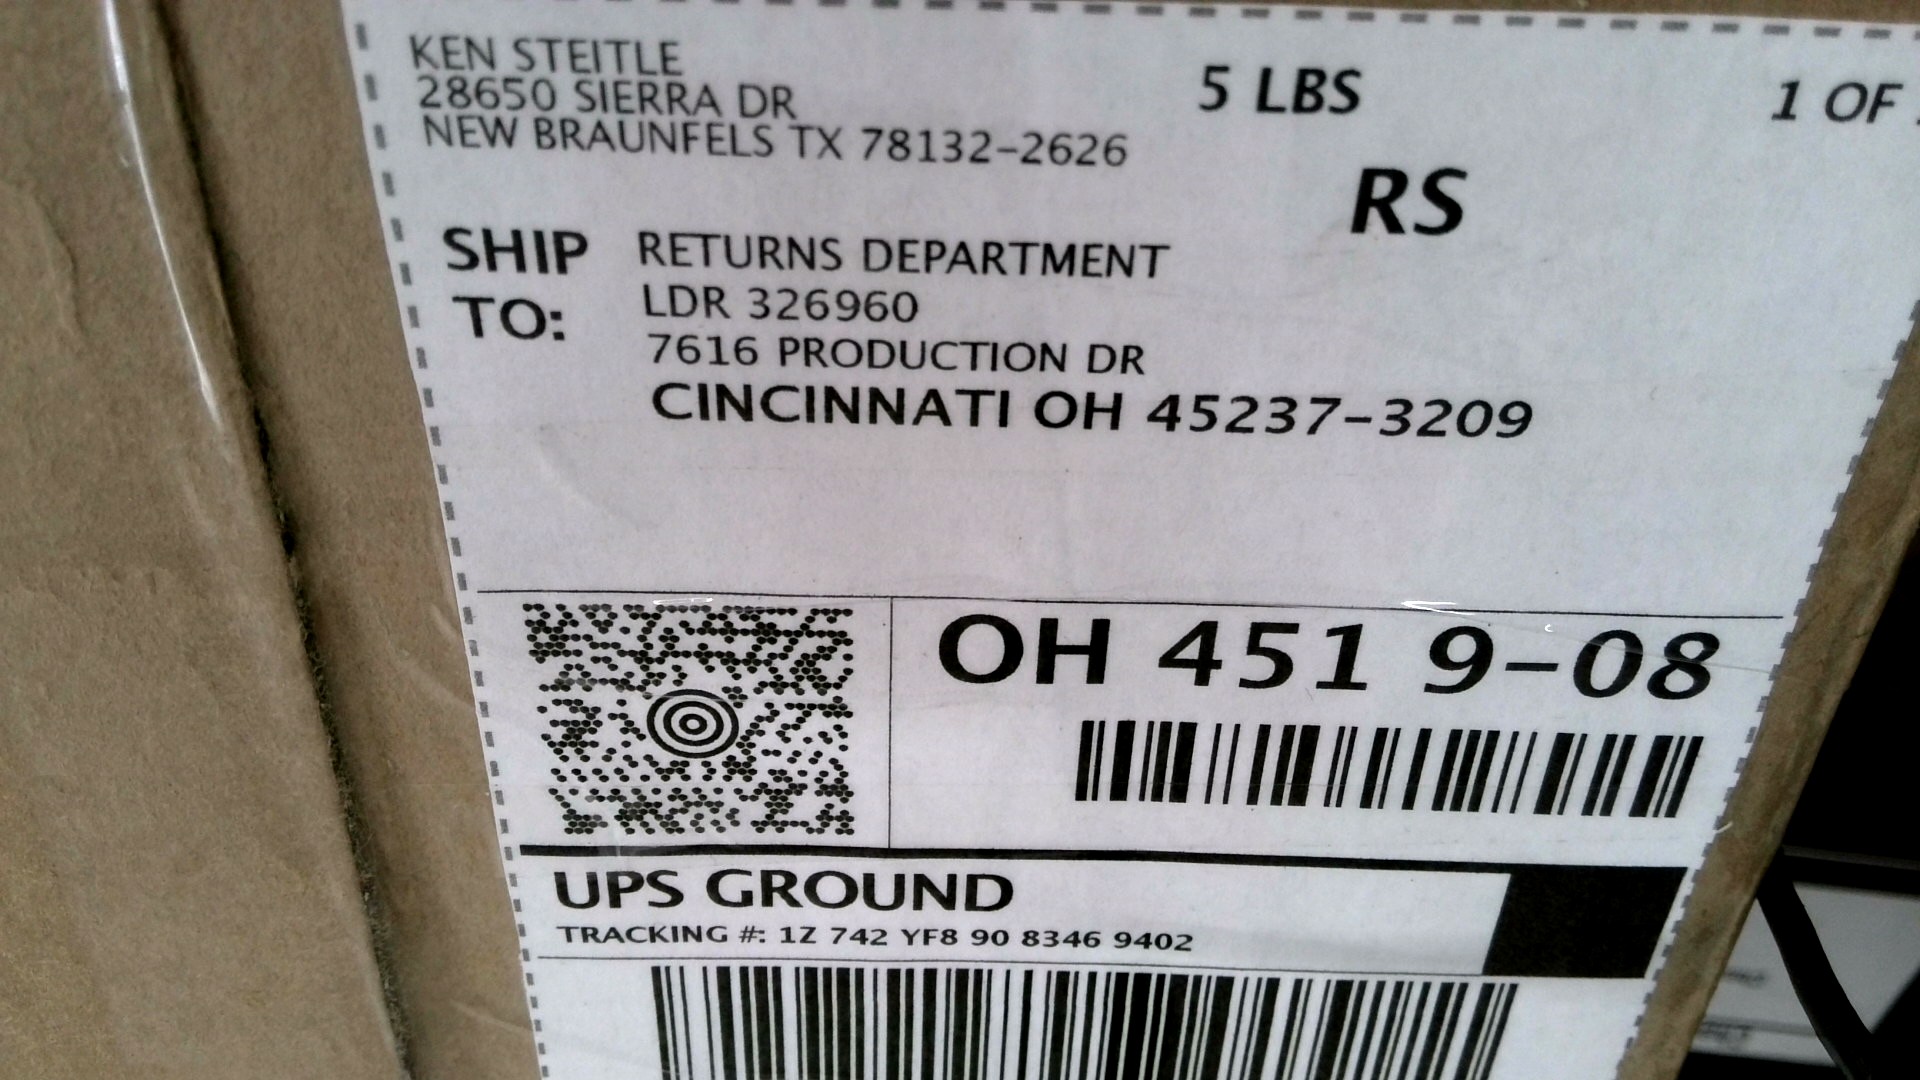 KEN STEITLE
28650 SIERRA DR
NEW BRAUNFELS TX 78132-2626
5 LBS
1 OF
RS
SHIP TO:
RETURNS DEPARTMENT
LDR 326960
7616 PRODUCTION DR
CINCINNATI OH 45237-3209
OH 451 9-08
UPS GROUND
TRACKING #: 1Z 742 YF8 90 8346 9402